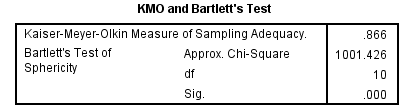 KMO and Bartlett's Test
Kaiser-Meyer-Olkin Measure of Sampling Adequacy. .866
Bartlett's Test of Approx. Chi-Square 1001.426
Sphericity
df 10
Sig. .000